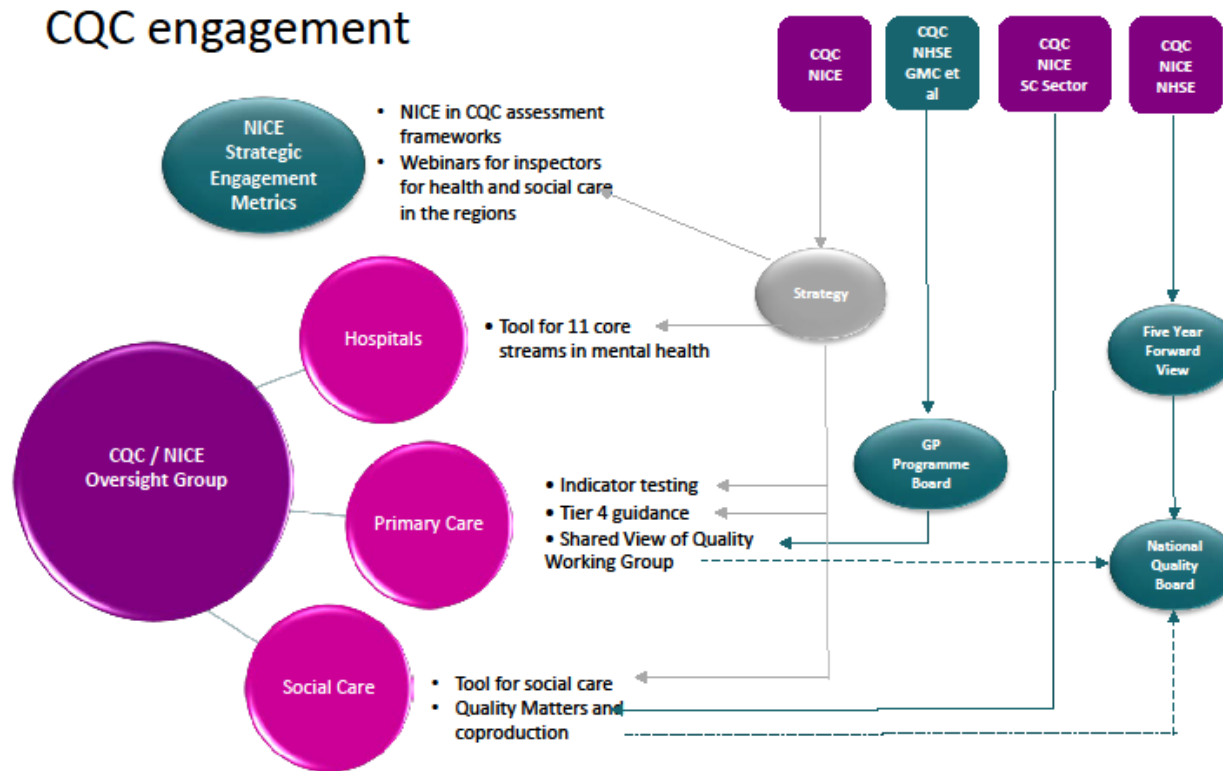 CQC engagement
CQC
NICE
CQC
NHSE
GMC et
al
CQC
NICE
SC Sector
CQC
NICE
NHSE
NICE
Strategic
Engagement
Metrics
• NICE in CQC assessment
frameworks
• Webinars for inspectors
for health and social care
in the regions
Strategy
Hospitals
• Tool for 11 core
streams in mental health
Five Year
Forward
View
CQC / NICE
Oversight Group
GP
Programme
Board
Primary Care
• Indicator testing
• Tier 4 guidance
• Shared View of Quality
Working Group
National
Quality
Board
Social Care
• Tool for social care
• Quality Matters and
coproduction